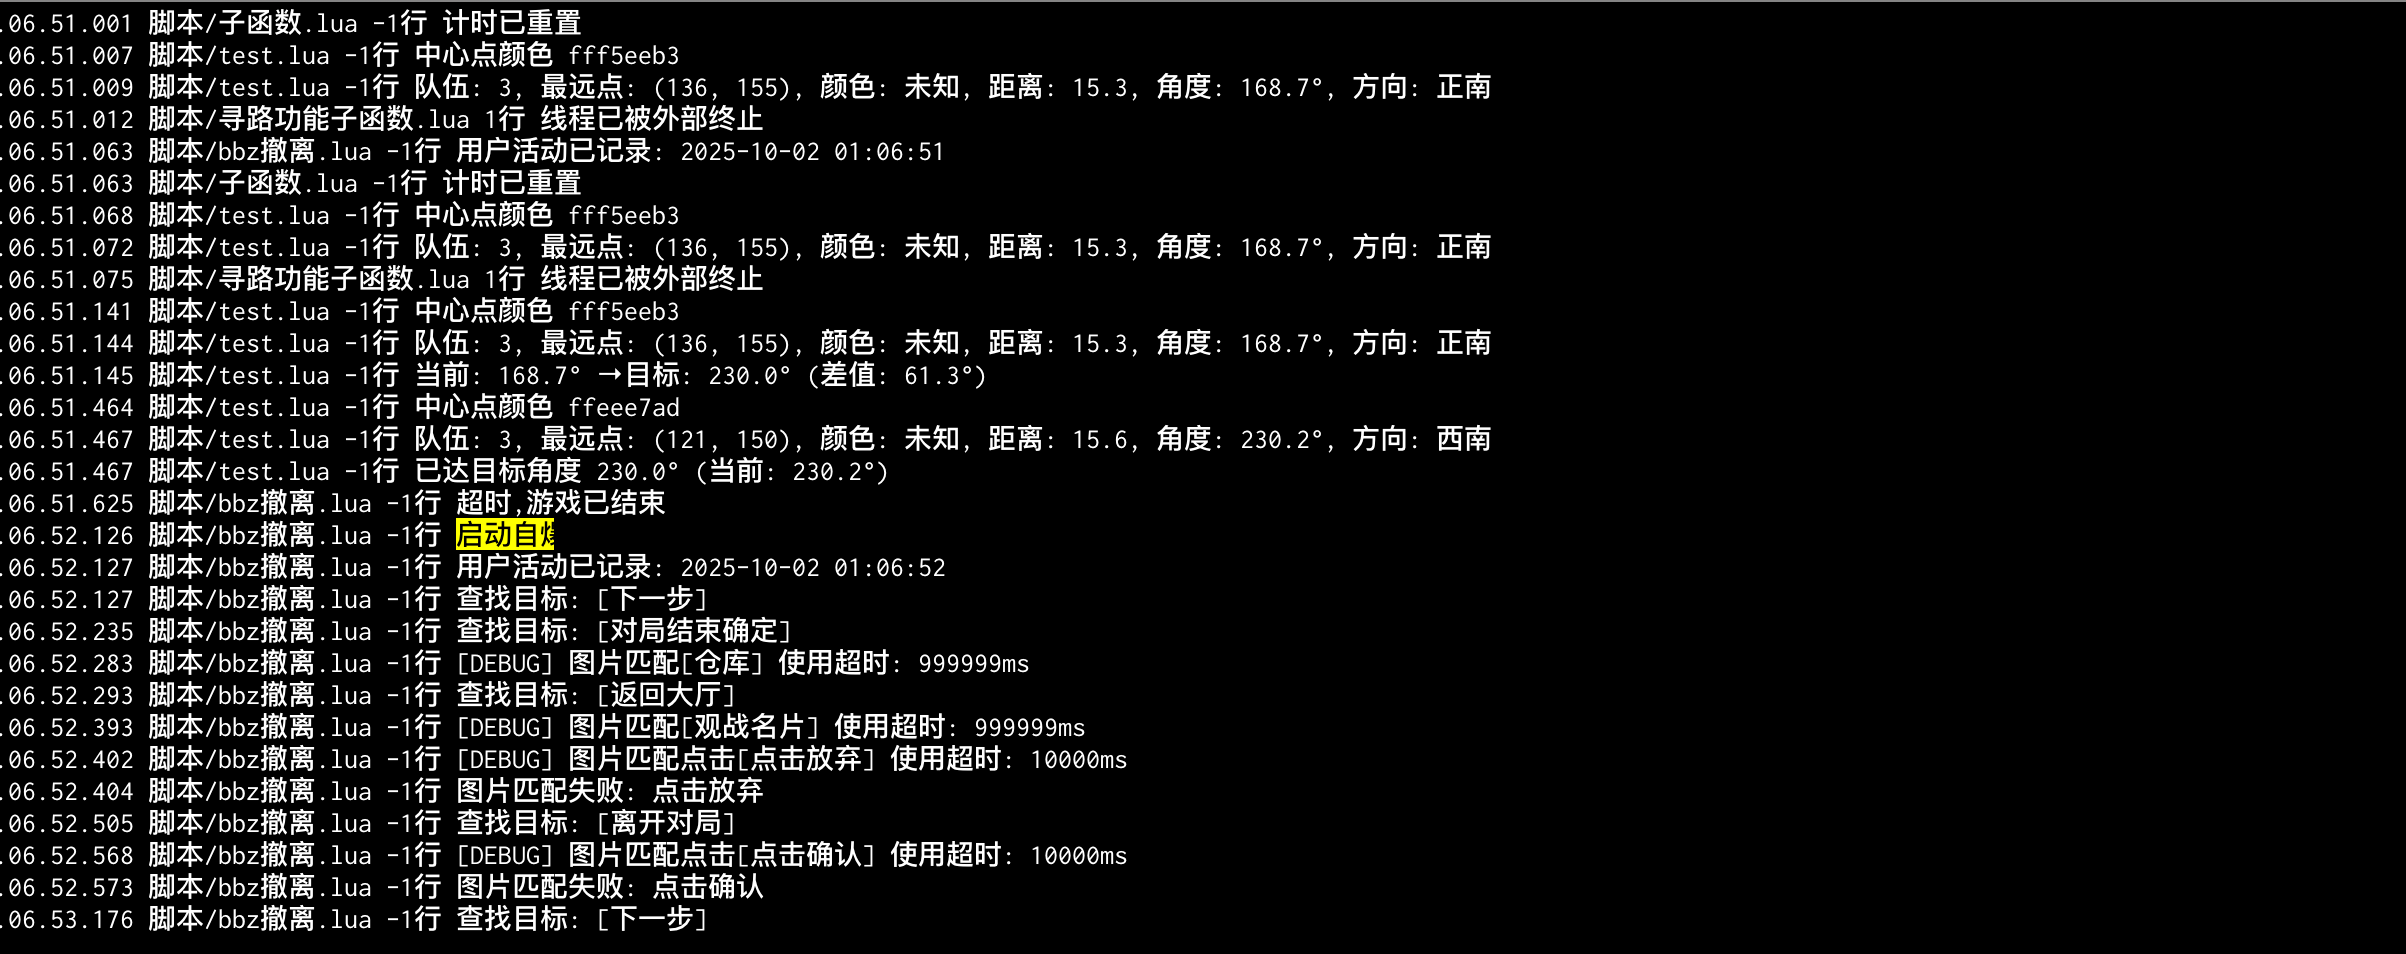 .06.51.001 脚本/子函数.lua -1行 计时已重置
.06.51.007 脚本/test.lua -1行 中心点颜色 fff5eeb3
.06.51.009 脚本/test.lua -1行 队伍: 3, 最远点: (136, 155), 颜色: 未知, 距离: 15.3, 角度: 168.7°, 方向: 正南
.06.51.012 脚本/寻路功能子函数.lua 1行 线程已被外部终止
.06.51.063 脚本/bbz撤离.lua -1行 用户活动已记录: 2025-10-02 01:06:51
.06.51.063 脚本/子函数.lua -1行 计时已重置
.06.51.068 脚本/test.lua -1行 中心点颜色 fff5eeb3
.06.51.072 脚本/test.lua -1行 队伍: 3, 最远点: (136, 155), 颜色: 未知, 距离: 15.3, 角度: 168.7°, 方向: 正南
.06.51.075 脚本/寻路功能子函数.lua 1行 线程已被外部终止
.06.51.141 脚本/test.lua -1行 中心点颜色 fff5eeb3
.06.51.144 脚本/test.lua -1行 队伍: 3, 最远点: (136, 155), 颜色: 未知, 距离: 15.3, 角度: 168.7°, 方向: 正南
.06.51.145 脚本/test.lua -1行 当前: 168.7° →目标: 230.0° (差值: 61.3°)
.06.51.464 脚本/test.lua -1行 中心点颜色 ffeee7ad
.06.51.467 脚本/test.lua -1行 队伍: 3, 最远点: (121, 150), 颜色: 未知, 距离: 15.6, 角度: 230.2°, 方向: 西南
.06.51.467 脚本/test.lua -1行 已达目标角度 230.0° (当前: 230.2°)
.06.51.625 脚本/bbz撤离.lua -1行 超时,游戏已结束
.06.52.126 脚本/bbz撤离.lua -1行 启动自
.06.52.127 脚本/bbz撤离.lua -1行 用户活动已记录: 2025-10-02 01:06:52
.06.52.127 脚本/bbz撤离.lua -1行 查找目标: [下一步]
.06.52.235 脚本/bbz撤离.lua -1行 查找目标: [对局结束确定]
.06.52.283 脚本/bbz撤离.lua -1行 [DEBUG] 图片匹配[仓库] 使用超时: 999999ms
.06.52.293 脚本/bbz撤离.lua -1行 查找目标: [返回大厅]
.06.52.393 脚本/bbz撤离.lua -1行 [DEBUG] 图片匹配[观战名片] 使用超时: 999999ms
.06.52.402 脚本/bbz撤离.lua -1行 [DEBUG] 图片匹配点击[点击放弃] 使用超时: 10000ms
.06.52.404 脚本/bbz撤离.lua -1行 图片匹配失败: 点击放弃
.06.52.505 脚本/bbz撤离.lua -1行 查找目标: [离开对局]
.06.52.568 脚本/bbz撤离.lua -1行 [DEBUG] 图片匹配点击[点击确认] 使用超时: 10000ms
.06.52.573 脚本/bbz撤离.lua -1行 图片匹配失败: 点击确认
.06.53.176 脚本/bbz撤离.lua -1行 查找目标: [下一步]